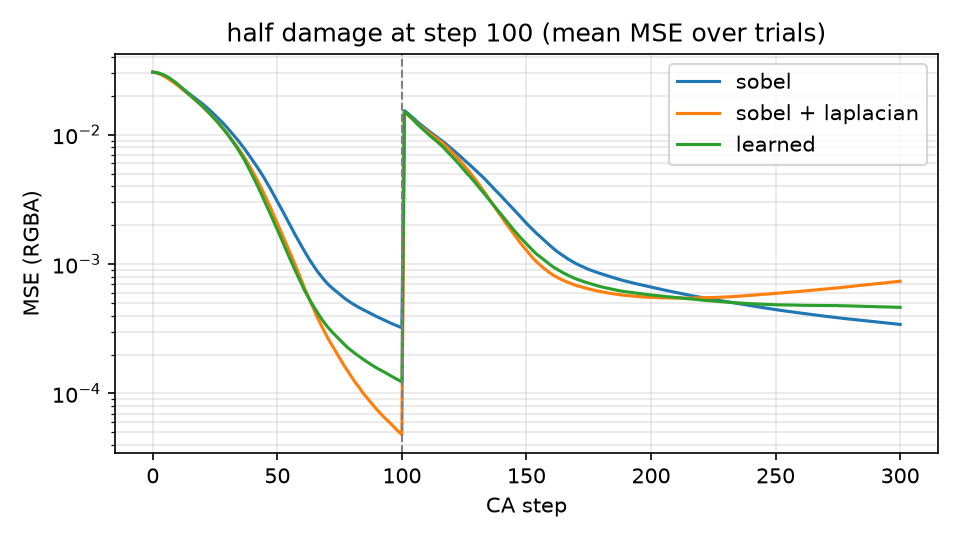 half damage at step 100 (mean MSE over trials)
sobel
sobel + laplacian
learned
MSE (RGBA)
10⁻²
10⁻³
10⁻⁴
0 50 100 150 200 250 300
CA step